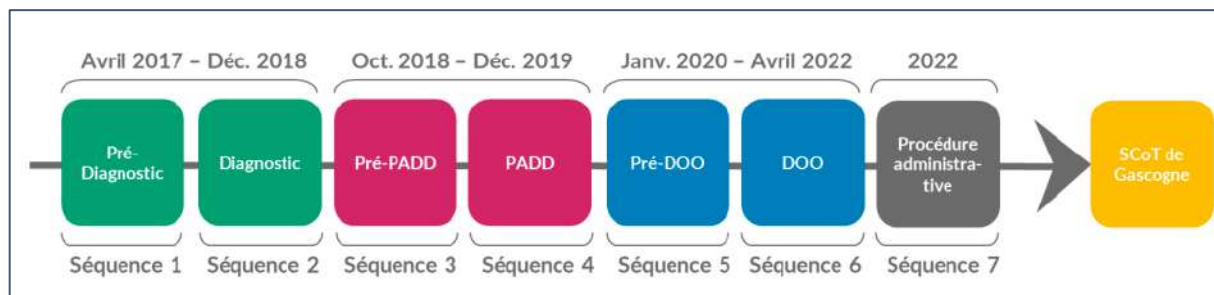 Avril 2017 – Déc. 2018
Oct. 2018 – Déc. 2019
Janv. 2020 – Avril 2022
2022
Pré-
Diagnostic
Diagnostic
Pré-PADD
PADD
Pré-DOO
DOO
Procédure
administra-
tive
SCoT de
Gascogne
Séquence 1
Séquence 2
Séquence 3
Séquence 4
Séquence 5
Séquence 6
Séquence 7